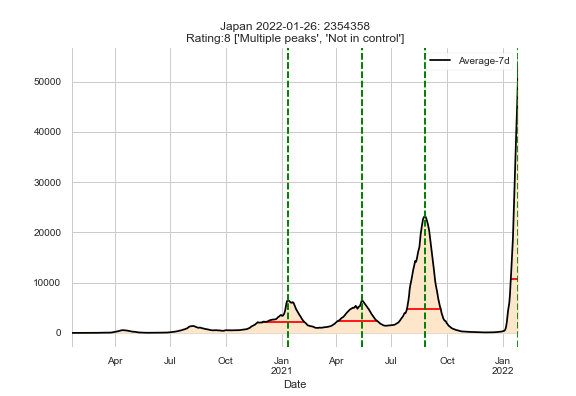 Japan 2022-01-26: 2354358
Rating:8 ['Multiple peaks', 'Not in control']
Average-7d
50000
40000
30000
20000
10000
0
Apr Jul Oct Jan Apr Jul Oct Jan
2021 2022
Date